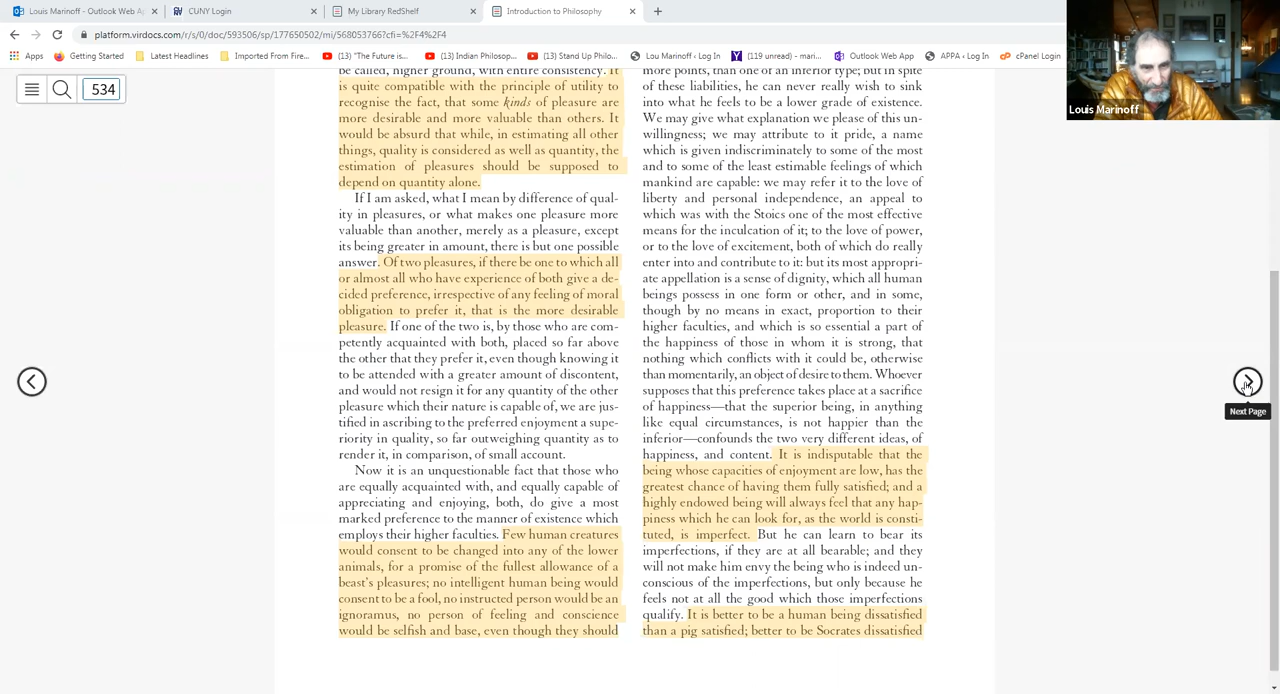 Louis Marinoff - Outlook Web A
CUNY Login
My Library RedShelf
Introduction to Philosophy
platform.virdocs.com/r/s/0/doc/593506/sp/177650502/mi/568053766?cfi=%2F4%2F4
Apps
Getting Started
Latest Headlines
Imported From Fire...
(13) "The Future is...
(13) Indian Philosop...
(13) Stand Up Philo...
Lou Marinoff ‹ Log In
(119 unread) - mari...
Outlook Web App
APPA ‹ Log In
cPanel Login
Louis Marinoff
534
be called, higher ground, with entire consistency. It
is quite compatible with the principle of utility to
recognise the fact, that some kinds of pleasure are
more desirable and more valuable than others. It
would be absurd that while, in estimating all other
things, quality is considered as well as quantity, the
estimation of pleasures should be supposed to
depend on quantity alone.
If I am asked, what I mean by difference of qual-
ity in pleasures, or what makes one pleasure more
valuable than another, merely as a pleasure, except
its being greater in amount, there is but one possible
answer. Of two pleasures, if there be one to which all
or almost all who have experience of both give a de-
cided preference, irrespective of any feeling of moral
obligation to prefer it, that is the more desirable
pleasure. If one of the two is, by those who are com-
petently acquainted with both, placed so far above
the other that they prefer it, even though knowing it
to be attended with a greater amount of discontent,
and would not resign it for any quantity of the other
pleasure which their nature is capable of, we are jus-
tified in ascribing to the preferred enjoyment a supe-
riority in quality, so far outweighing quantity as to
render it, in comparison, of small account.
Now it is an unquestionable fact that those who
are equally acquainted with, and equally capable of
appreciating and enjoying, both, do give a most
marked preference to the manner of existence which
employs their higher faculties. Few human creatures
would consent to be changed into any of the lower
animals, for a promise of the fullest allowance of a
beast's pleasures; no intelligent human being would
consent to be a fool, no instructed person would be an
ignoramus, no person of feeling and conscience
would be selfish and base, even though they should
more points, than one of an inferior type; but in spite
of these liabilities, he can never really wish to sink
into what he feels to be a lower grade of existence.
We may give what explanation we please of this un-
willingness; we may attribute it to pride, a name
which is given indiscriminately to some of the most
and to some of the least estimable feelings of which
mankind are capable: we may refer it to the love of
liberty and personal independence, an appeal to
which was with the Stoics one of the most effective
means for the inculcation of it; to the love of power,
or to the love of excitement, both of which do really
enter into and contribute to it: but its most appropri-
ate appellation is a sense of dignity, which all human
beings possess in one form or other, and in some,
though by no means in exact, proportion to their
higher faculties, and which is so essential a part of
the happiness of those in whom it is strong, that
nothing which conflicts with it could be, otherwise
than momentarily, an object of desire to them. Whoever
supposes that this preference takes place at a sacrifice
of happiness—that the superior being, in anything
like equal circumstances, is not happier than the
inferior—confounds the two very different ideas, of
happiness, and content. It is indisputable that the
being whose capacities of enjoyment are low, has the
greatest chance of having them fully satisfied; and a
highly endowed being will always feel that any hap-
piness which he can look for, as the world is consti-
tuted, is imperfect. But he can learn to bear its
imperfections, if they are at all bearable; and they
will not make him envy the being who is indeed un-
conscious of the imperfections, but only because he
feels not at all the good which those imperfections
qualify. It is better to be a human being dissatisfied
than a pig satisfied; better to be Socrates dissatisfied
Next Page